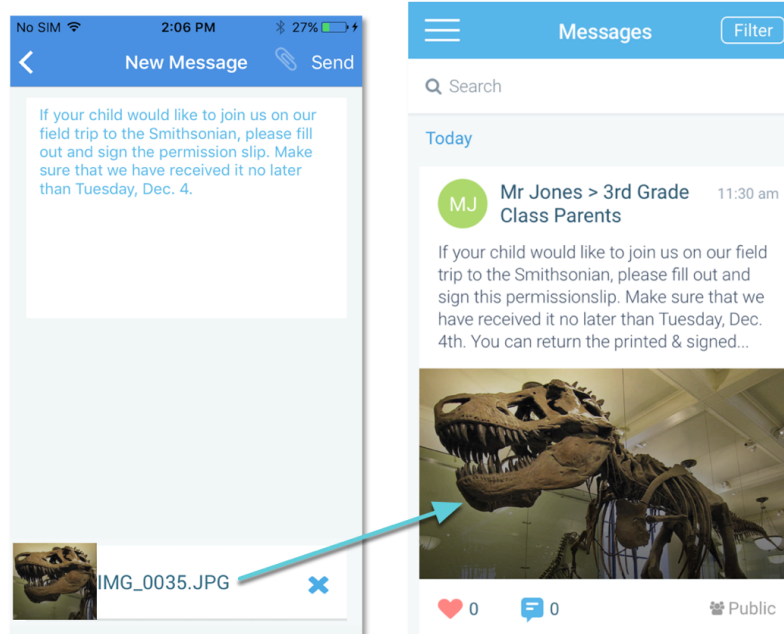 No SIM 2:06 PM 27%
New Message Send
If your child would like to join us on our
field trip to the Smithsonian, please fill
out and sign the permission slip. Make
sure that we have received it no later
than Tuesday, Dec. 4.
IMG_0035.JPG
Messages Filter
Search
Today
MJ
Mr Jones > 3rd Grade 11:30 am
Class Parents
If your child would like to join us on our field
trip to the Smithsonian, please fill out and
sign this permissionslip. Make sure that we
have received it no later than Tuesday, Dec.
4th. You can return the printed & signed...
0 0 Public